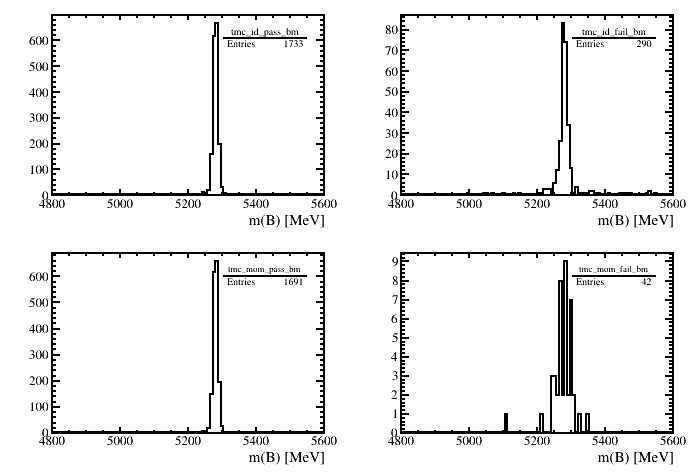 tmc_id_pass_bm
Entries 1733
600
500
400
300
200
100
0
4800 5000 5200 5400 5600
m(B) [MeV]
tmc_id_fail_bm
Entries 290
80
70
60
50
40
30
20
10
0
4800 5000 5200 5400 5600
m(B) [MeV]
tmc_mom_pass_bm
Entries 1691
600
500
400
300
200
100
0
4800 5000 5200 5400 5600
m(B) [MeV]
tmc_mom_fail_bm
Entries 42
9
8
7
6
5
4
3
2
1
0
4800 5000 5200 5400 5600
m(B) [MeV]